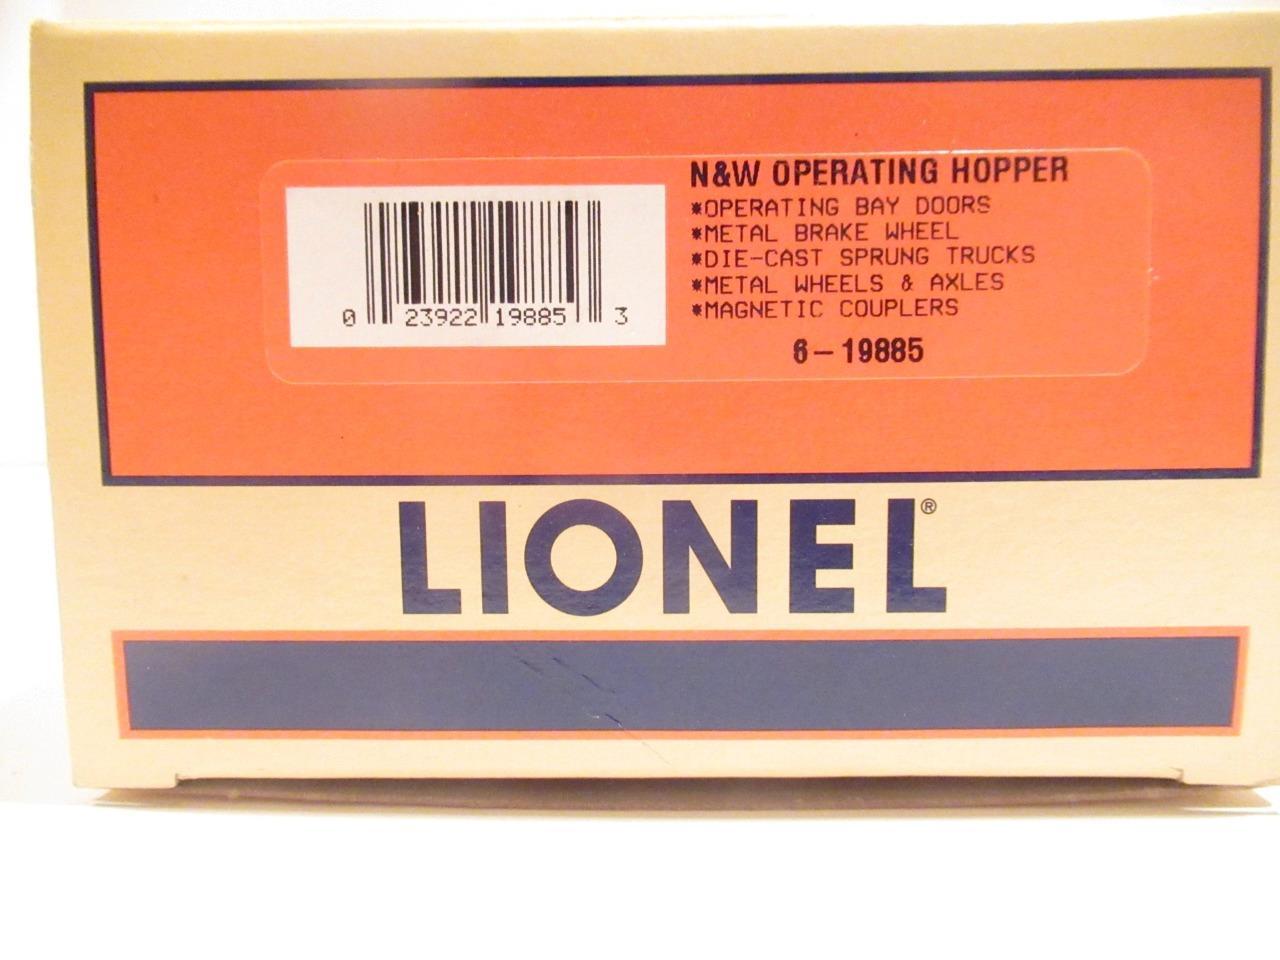 N&W OPERATING HOPPER
*OPERATING BAY DOORS
*METAL BRAKE WHEEL
*DIE-CAST SPRUNG TRUCKS
*METAL WHEELS & AXLES
*MAGNETIC COUPLERS
6-19885
0 23922 19885 3
LIONEL®